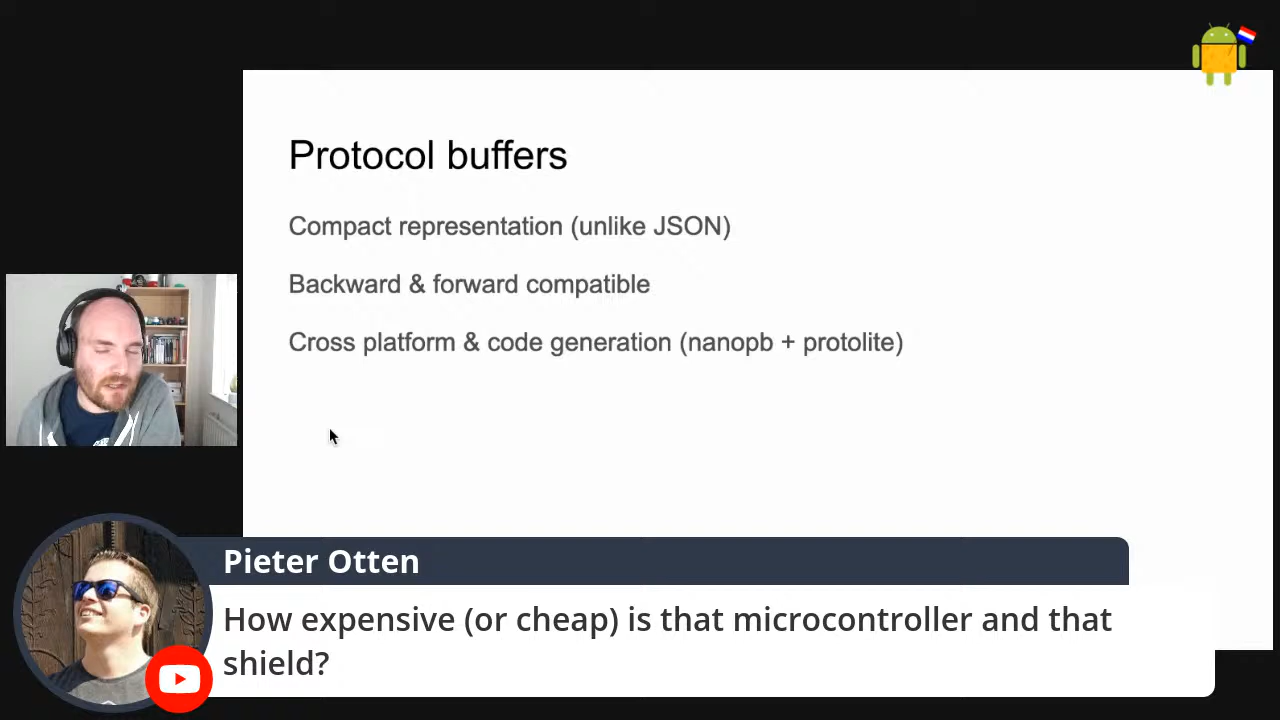 Protocol buffers
Compact representation (unlike JSON)
Backward & forward compatible
Cross platform & code generation (nanopb + protolite)
Pieter Otten
How expensive (or cheap) is that microcontroller and that
shield?